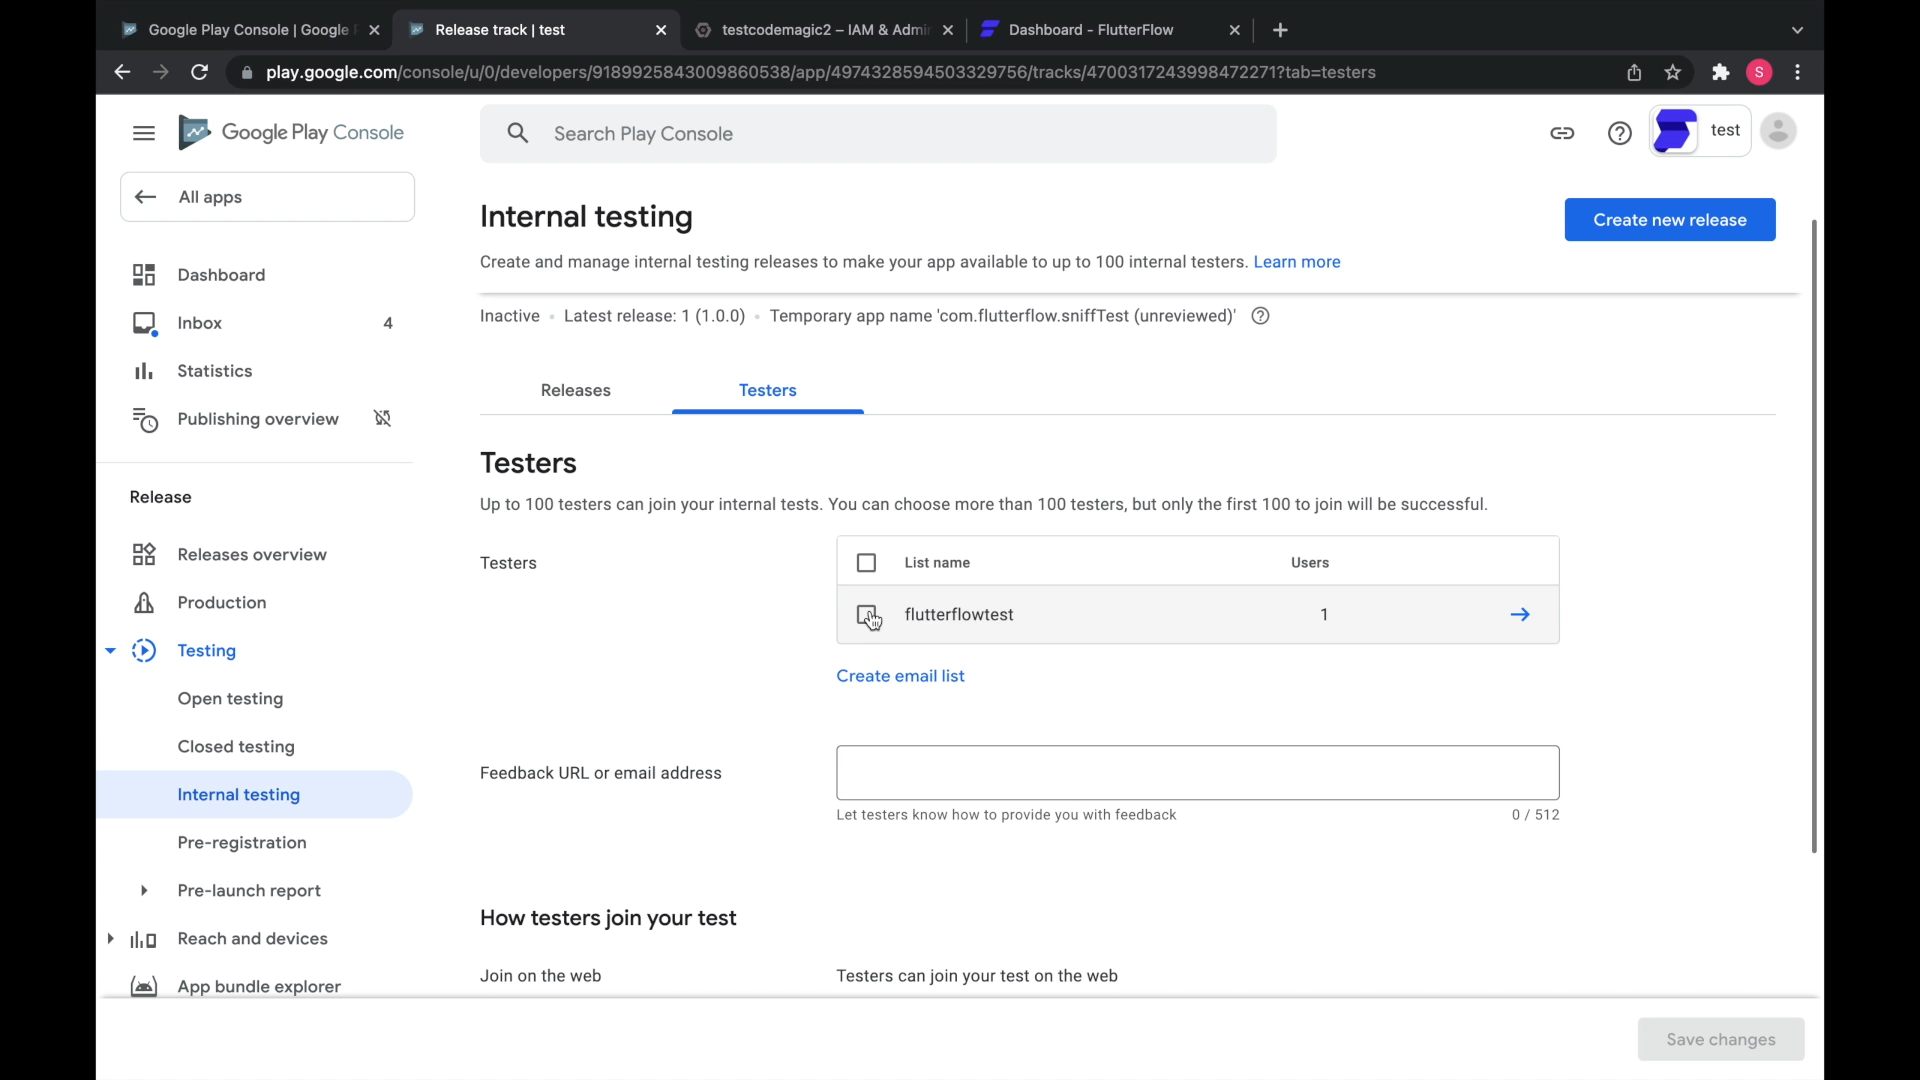 Google Play Console | Google
Release track | test
testcodemagic2 – IAM & Admi
Dashboard - FlutterFlow
play.google.com/console/u/0/developers/9189925843009860538/app/4974328594503329756/tracks/4700317243998472271?tab=testers
S
Google Play Console
Search Play Console
test
All apps
Internal testing
Create new release
Create and manage internal testing releases to make your app available to up to 100 internal testers. Learn more
Dashboard
Inbox 4
Statistics
Publishing overview
Inactive • Latest release: 1 (1.0.0) • Temporary app name 'com.flutterflow.sniffTest (unreviewed)'
Releases Testers
Release
Releases overview
Production
Testing
Open testing
Closed testing
Internal testing
Pre-registration
Pre-launch report
Reach and devices
App bundle explorer
Testers
Up to 100 testers can join your internal tests. You can choose more than 100 testers, but only the first 100 to join will be successful.
Testers
List name Users
flutterflowtest 1
Create email list
Feedback URL or email address
Let testers know how to provide you with feedback 0 / 512
How testers join your test
Join on the web Testers can join your test on the web
Save changes